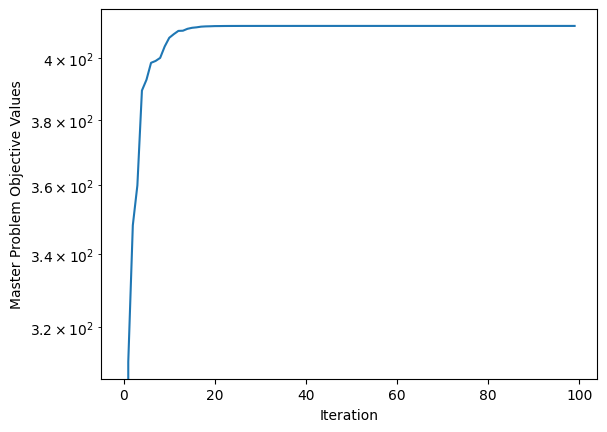 Master Problem Objective Values
4 × 10²
3.8 × 10²
3.6 × 10²
3.4 × 10²
3.2 × 10²
0 20 40 60 80 100
Iteration